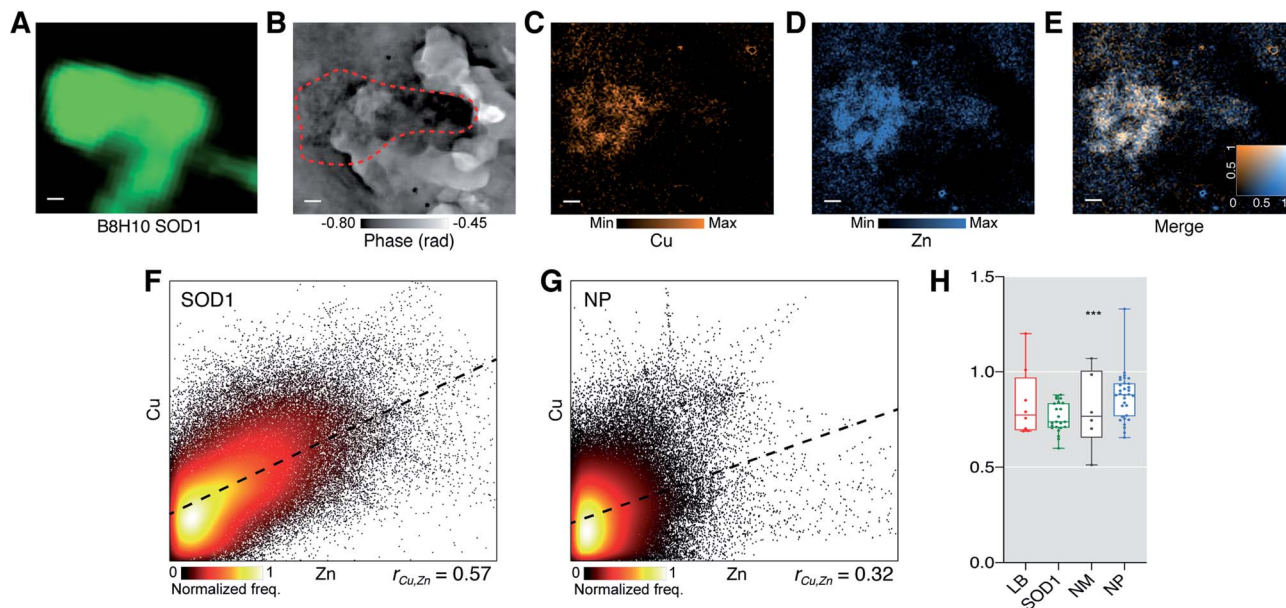 A
B8H10 SOD1
B
-0.80 -0.45
Phase (rad)
C
Min Max
Cu
D
Min Max
Zn
E
1
0.5
0 0.5 1
Merge
F
SOD1
Cu
0 1
Normalized freq.
Zn
rCu,Zn = 0.57
G
NP
Cu
0 1
Normalized freq.
Zn
rCu,Zn = 0.32
H
1.5
1.0
0.5
0.0
***
LB
SOD1
NM
NP